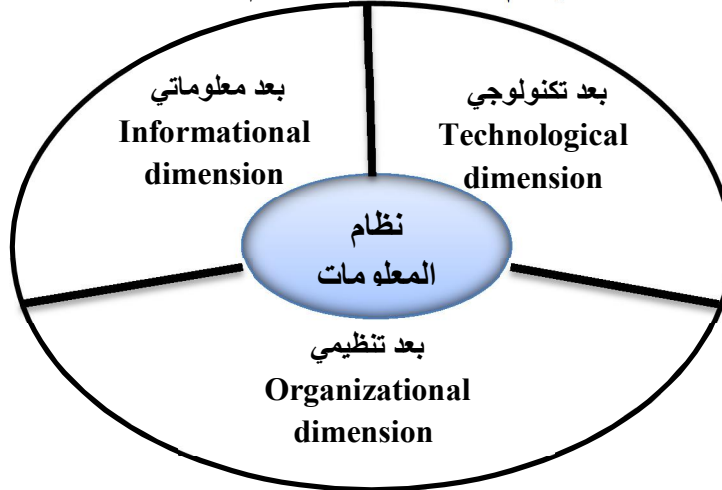 بعد معلوماتي
Informational
dimension
بعد تكنولوجي
Technological
dimension
نظام
المعلومات
بعد تنظيمي
Organizational
dimension